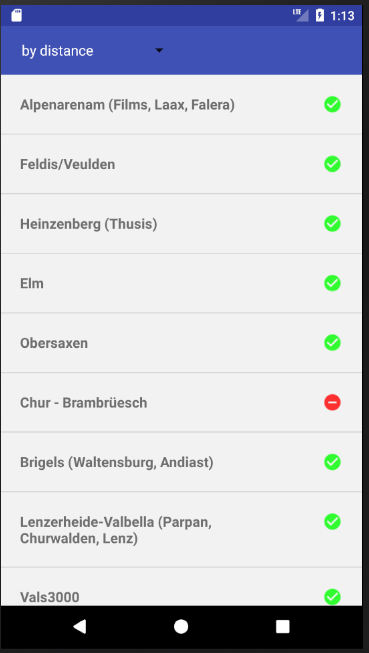 LTE 1:13
by distance
Alpenarenam (Films, Laax, Falera)
Feldis/Veulden
Heinzenberg (Thusis)
Elm
Obersaxen
Chur - Brambrüesch
Brigels (Waltensburg, Andiast)
Lenzerheide-Valbella (Parpan,
Churwalden, Lenz)
Vals3000